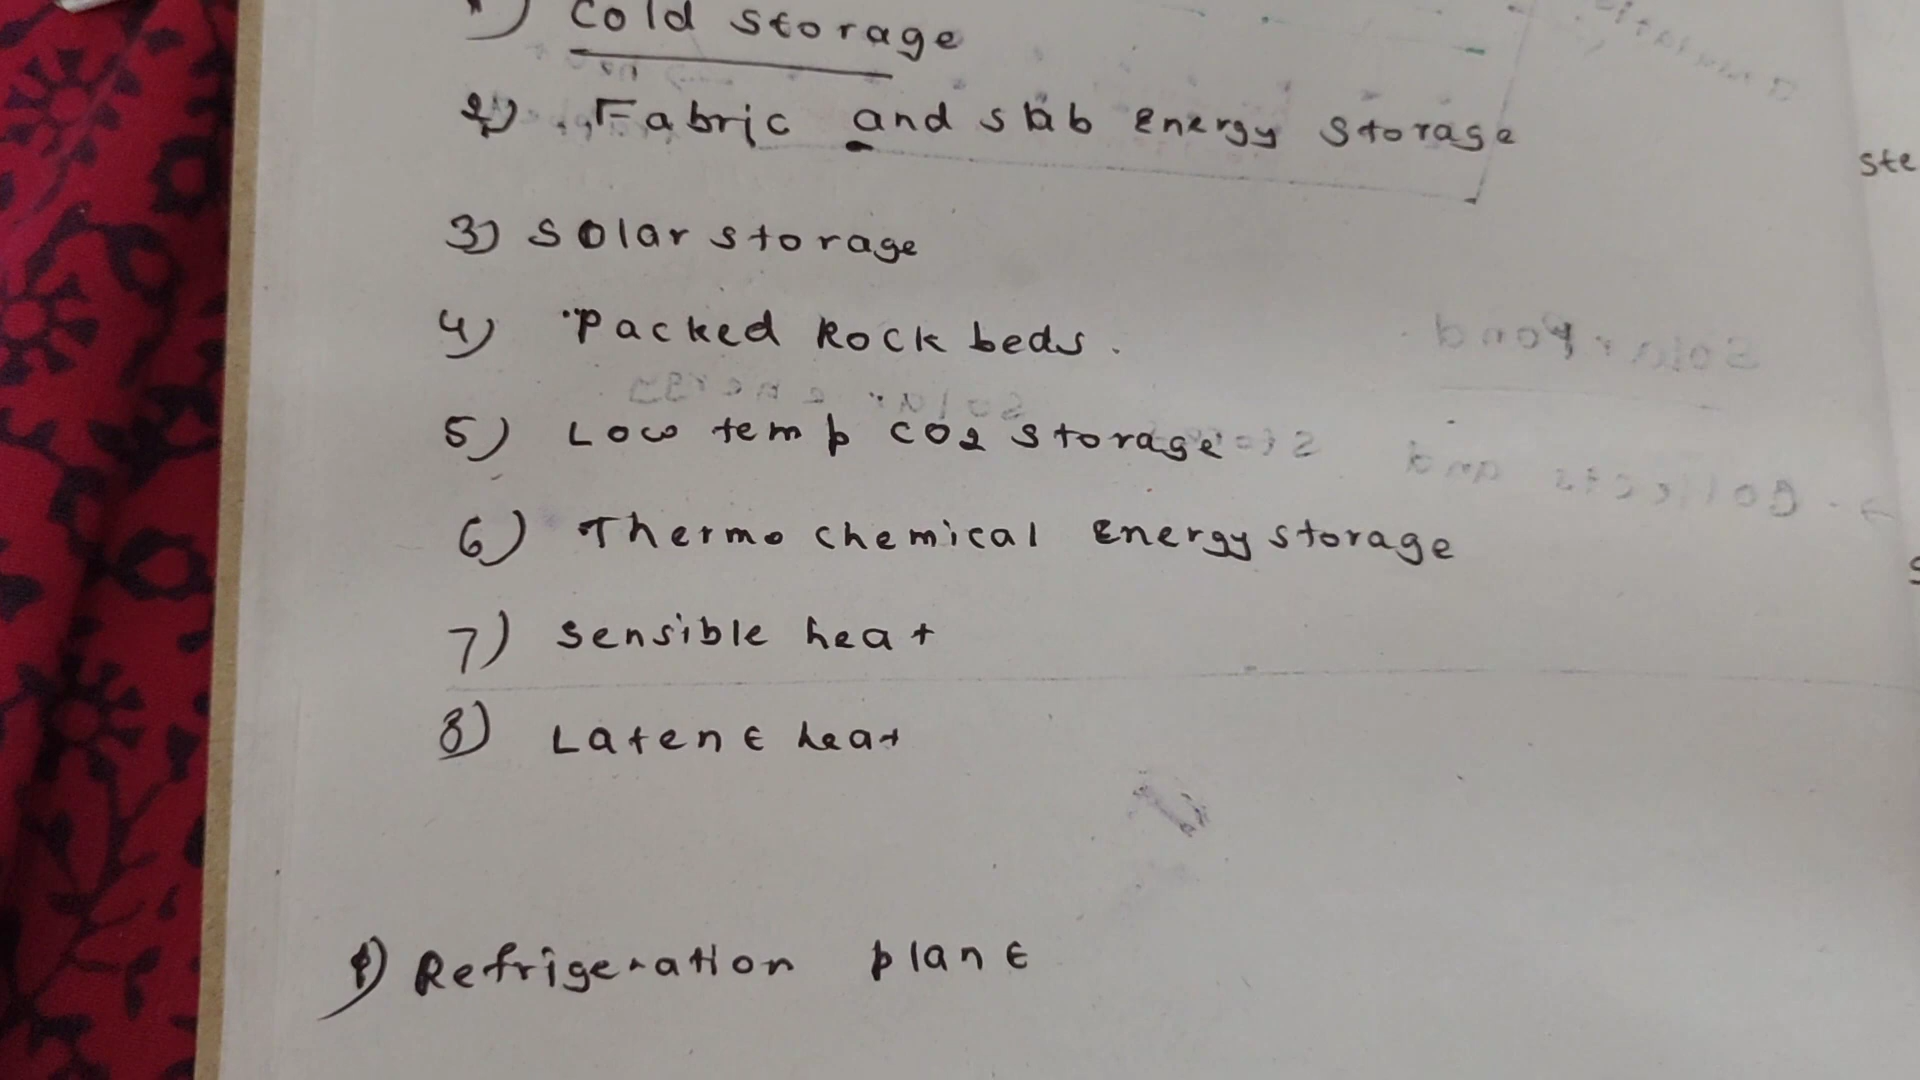 1) Cold storage
2) Fabric and slab energy storage
ste
3) Solar storage
4) Packed Rock beds.
5) Low temp CO2 storage
6) Thermo chemical energy storage
7) Sensible heat
8) Latent heat
Refrigeration plant